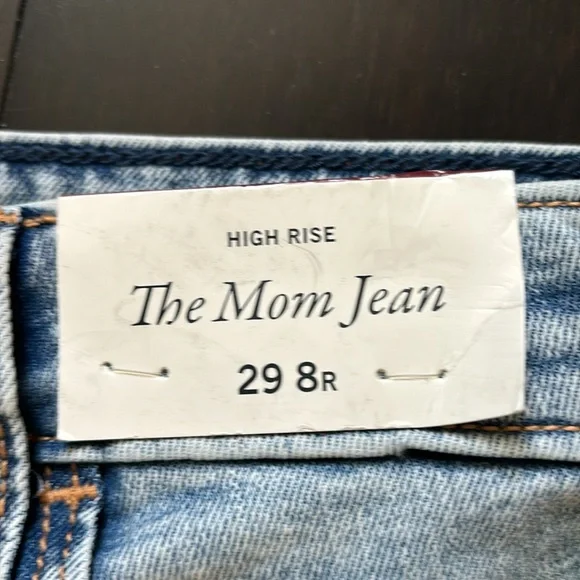 HIGH RISE
The Mom Jean
29 8R